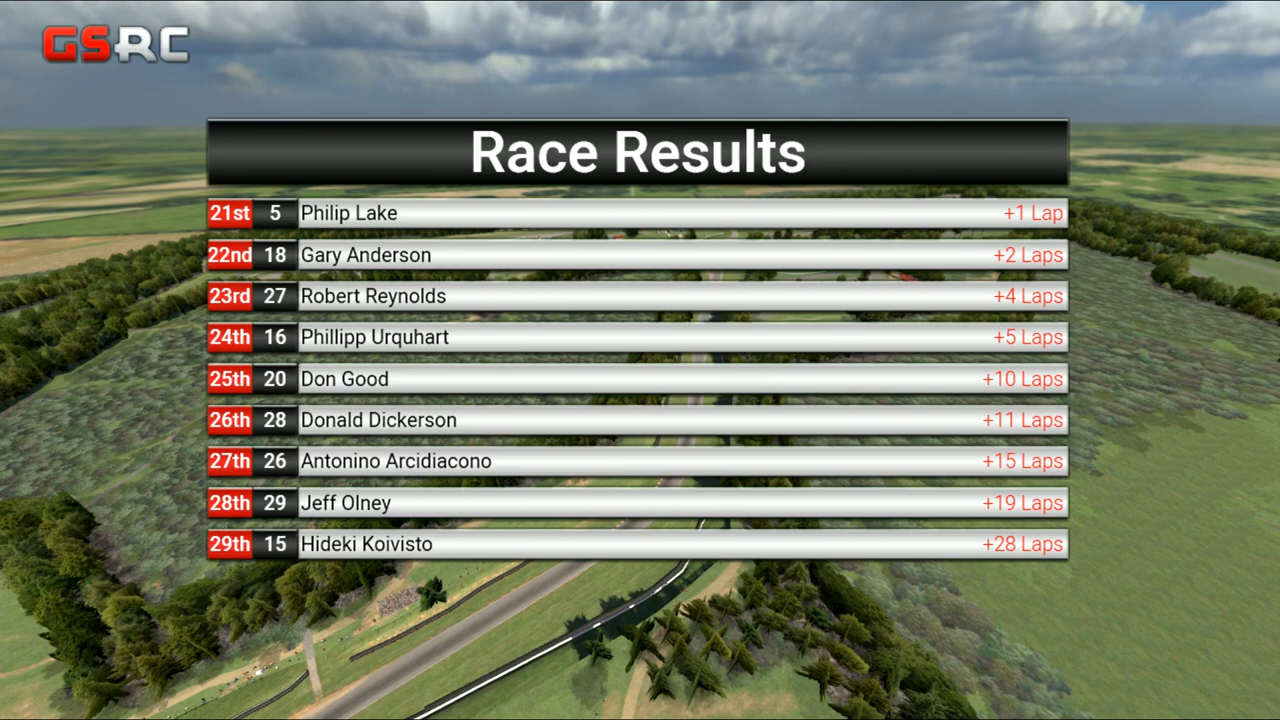 GSRC
Race Results
21st 5 Philip Lake +1 Lap
22nd 18 Gary Anderson +2 Laps
23rd 27 Robert Reynolds +4 Laps
24th 16 Phillipp Urquhart +5 Laps
25th 20 Don Good +10 Laps
26th 28 Donald Dickerson +11 Laps
27th 26 Antonino Arcidiacono +15 Laps
28th 29 Jeff Olney +19 Laps
29th 15 Hideki Koivisto +28 Laps